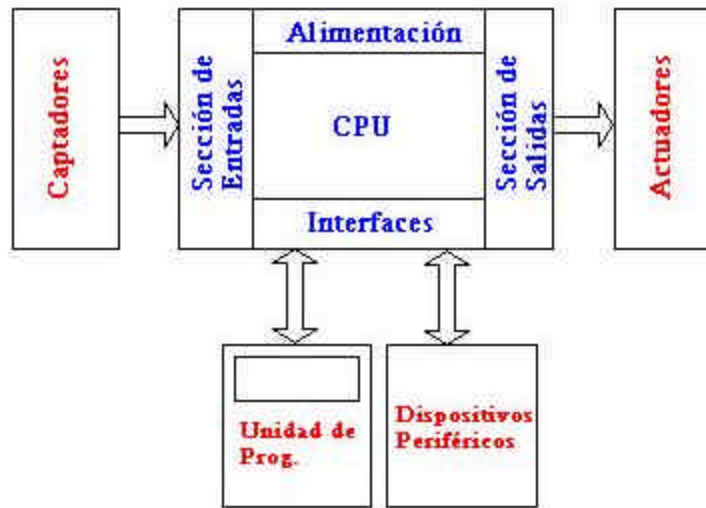 Captadores
Sección de
Entradas
Alimentación
CPU
Interfaces
Sección de
Salidas
Actuadores
Unidad de
Prog.
Dispositivos
Periféricos